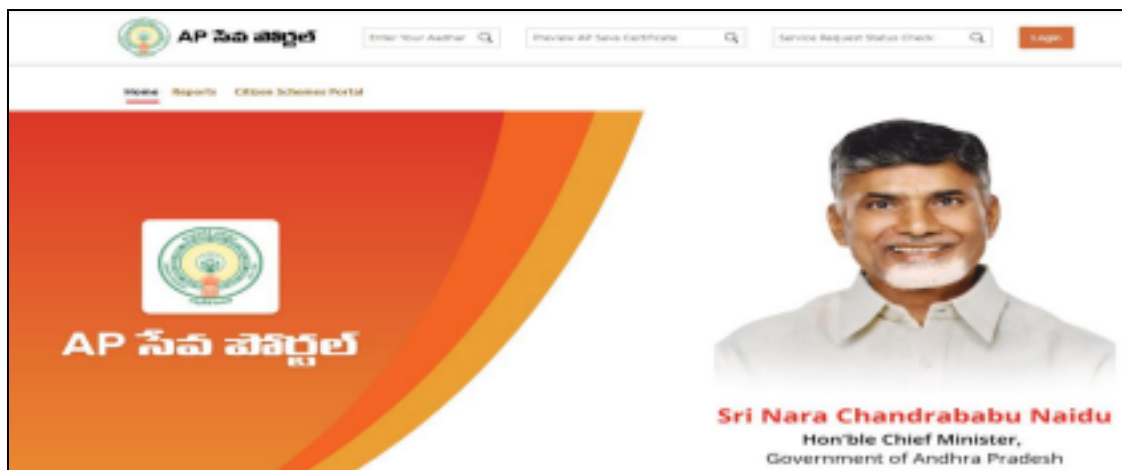 AP సేవ పోర్టల్
Enter Your Aadhar
Preview AP Seva Certificate
Service Request Status Check
Login
Home Reports Citizen Schemes Portal
AP సేవ పోర్టల్
Sri Nara Chandrababu Naidu
Hon'ble Chief Minister,
Government of Andhra Pradesh